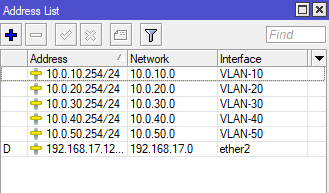 Address List
Find
Address Network Interface
10.0.10.254/24 10.0.10.0 VLAN-10
10.0.20.254/24 10.0.20.0 VLAN-20
10.0.30.254/24 10.0.30.0 VLAN-30
10.0.40.254/24 10.0.40.0 VLAN-40
10.0.50.254/24 10.0.50.0 VLAN-50
D 192.168.17.12... 192.168.17.0 ether2